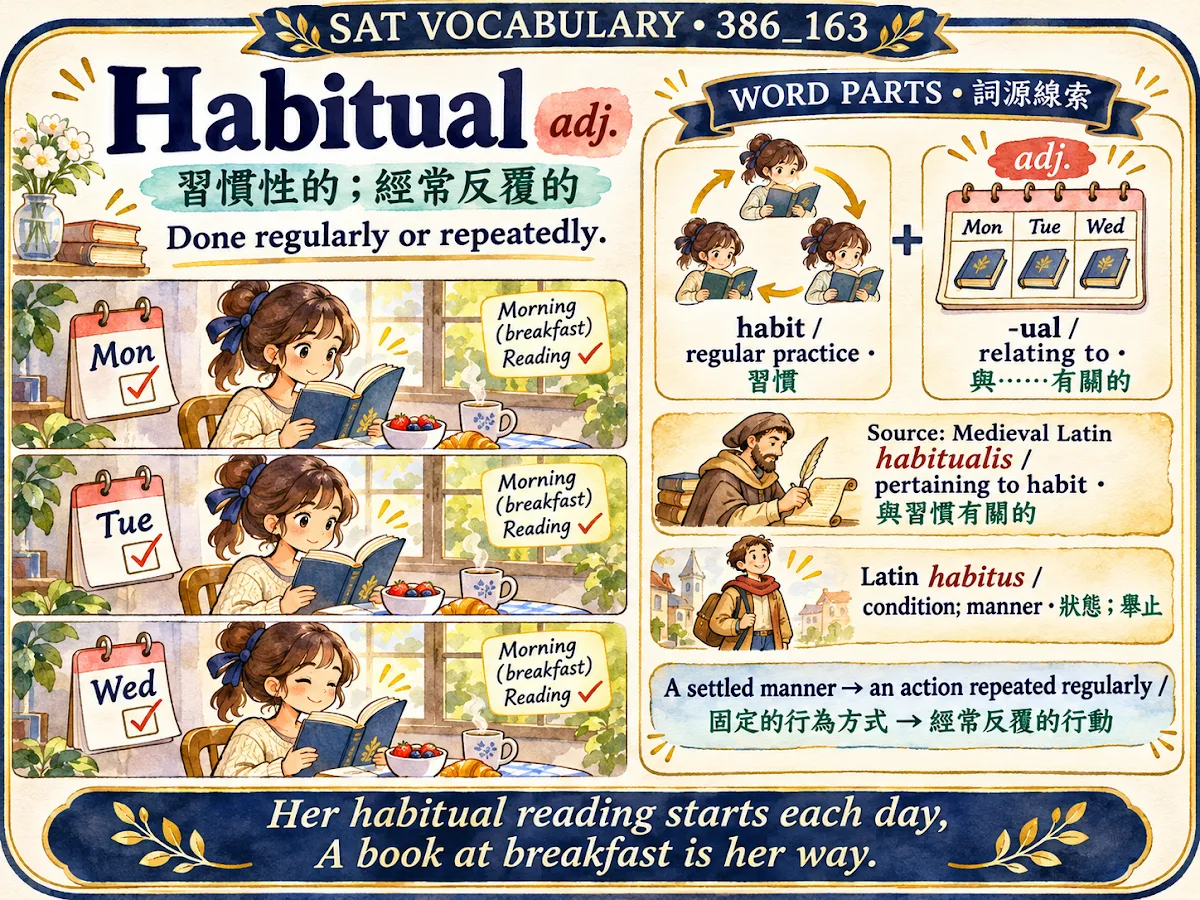 SAT VOCABULARY • 386_163
Habitual adj.
習慣性的；經常反覆的
Done regularly or repeatedly.
Mon
Morning
(breakfast)
Reading ✓
Tue
Morning
(breakfast)
Reading ✓
Wed
Morning
(breakfast)
Reading ✓
WORD PARTS • 詞源線索
habit /
regular practice •
習慣
+
adj.
Mon Tue Wed
-ual /
relating to •
與……有關的
Source: Medieval Latin
habitualis /
pertaining to habit •
與習慣有關的
Latin habitus /
condition; manner • 狀態；舉止
A settled manner → an action repeated regularly /
固定的行為方式 → 經常反覆的行動
Her habitual reading starts each day,
A book at breakfast is her way.